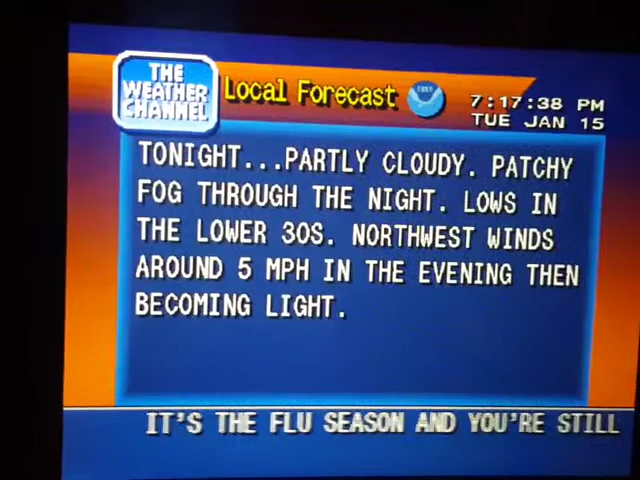 THE
WEATHER
CHANNEL
Local Forecast
7:17:38 PM
TUE JAN 15
TONIGHT...PARTLY CLOUDY. PATCHY
FOG THROUGH THE NIGHT. LOWS IN
THE LOWER 30S. NORTHWEST WINDS
AROUND 5 MPH IN THE EVENING THEN
BECOMING LIGHT.
IT'S THE FLU SEASON AND YOU'RE STILL